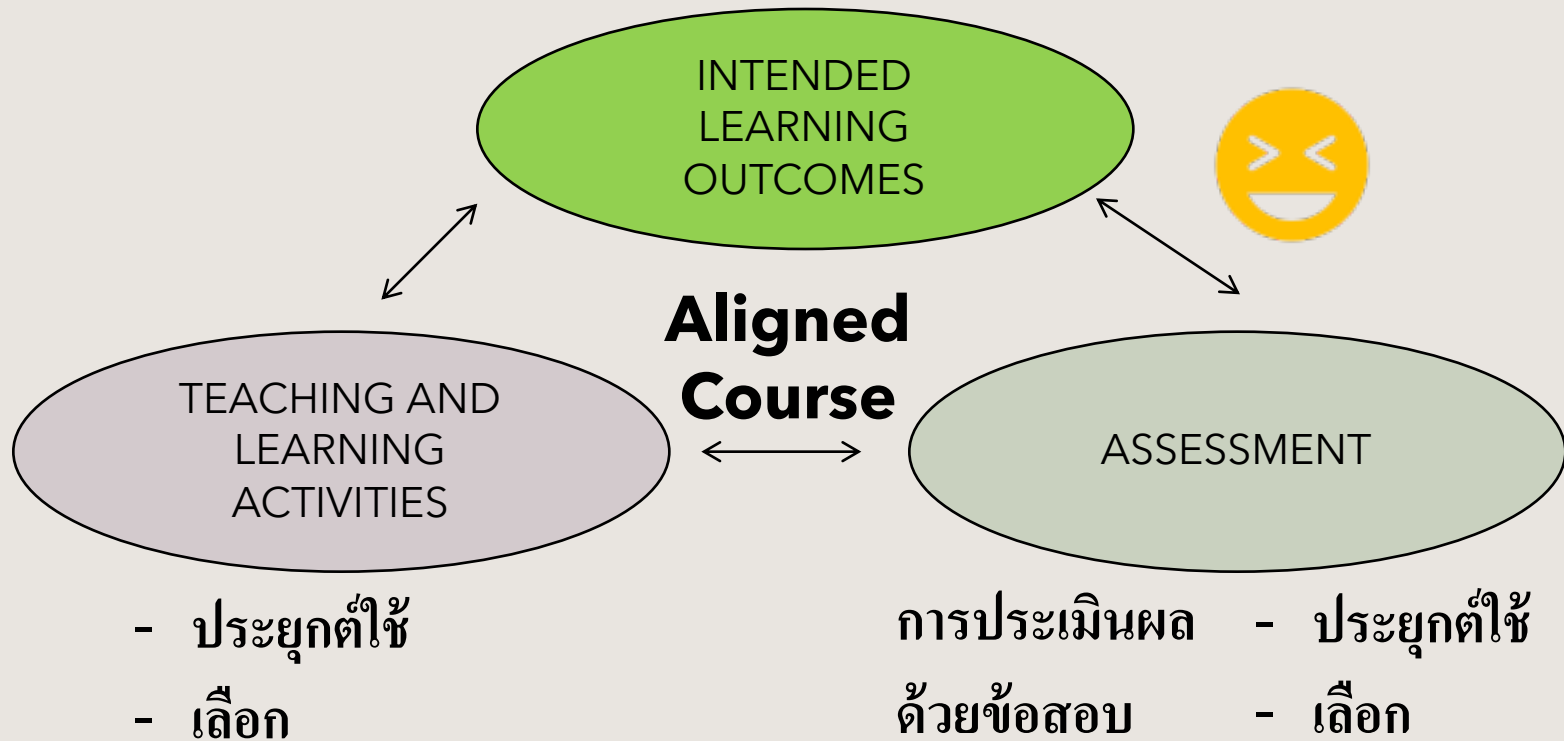 INTENDED
LEARNING
OUTCOMES
Aligned
Course
TEACHING AND
LEARNING
ACTIVITIES
ASSESSMENT
- ประยุกต์ใช้
- เลือก
การประเมินผล
ด้วยข้อสอบ
- ประยุกต์ใช้
- เลือก